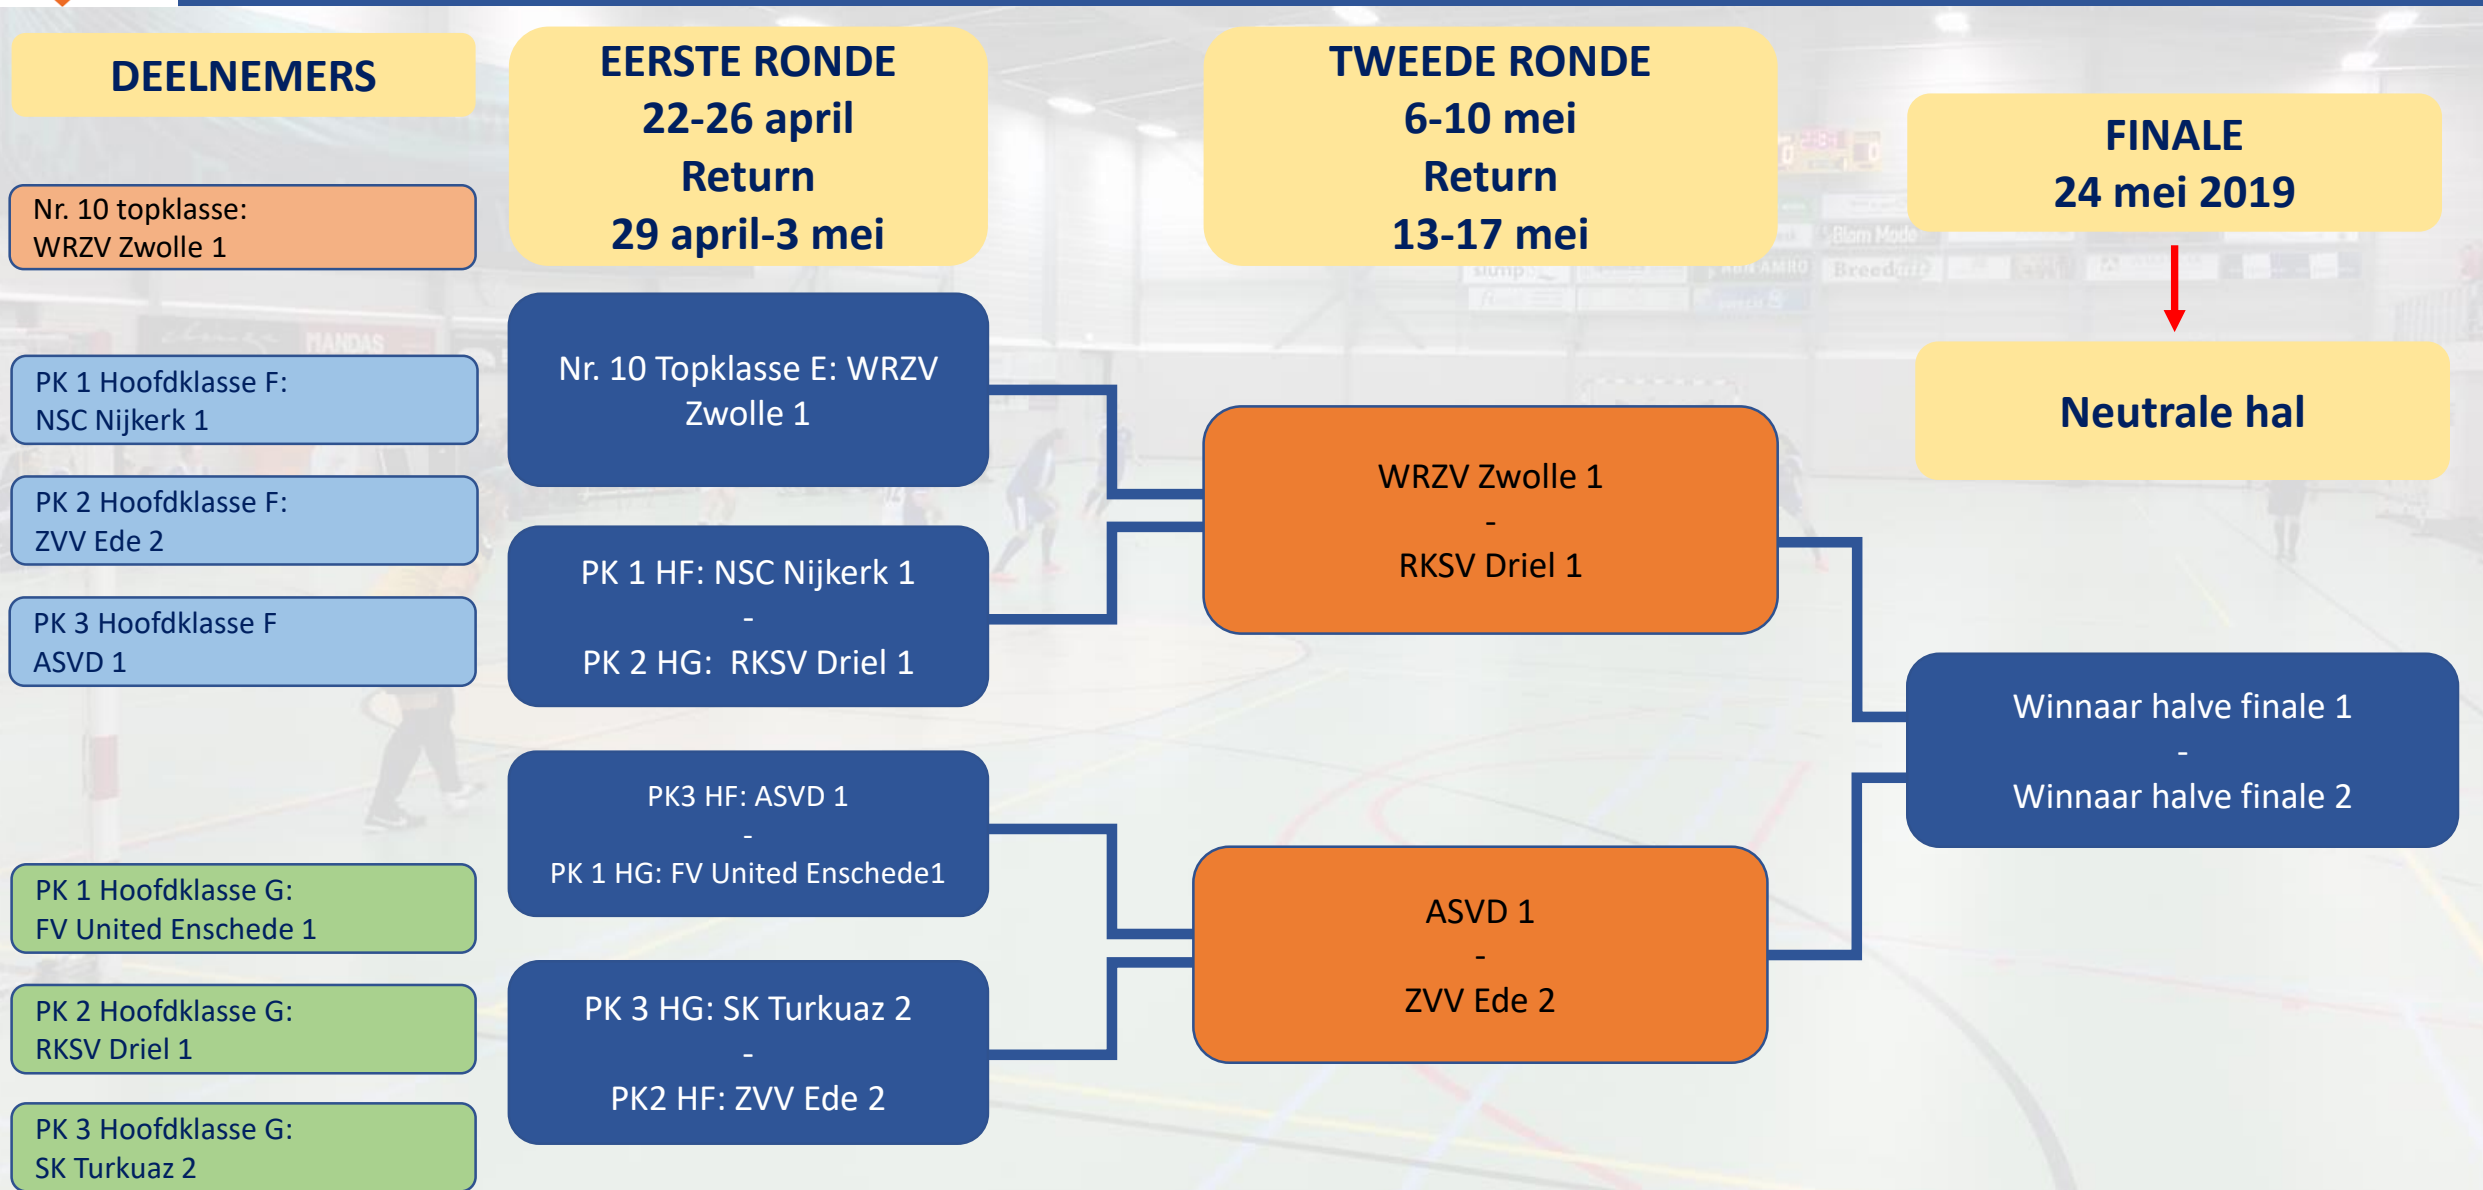 DEELNEMERS
Nr. 10 topklasse:
WRZV Zwolle 1
PK 1 Hoofdklasse F:
NSC Nijkerk 1
PK 2 Hoofdklasse F:
ZVV Ede 2
PK 3 Hoofdklasse F
ASVD 1
PK 1 Hoofdklasse G:
FV United Enschede 1
PK 2 Hoofdklasse G:
RKSV Driel 1
PK 3 Hoofdklasse G:
SK Turkuaz 2
EERSTE RONDE
22-26 april
Return
29 april-3 mei
Nr. 10 Topklasse E: WRZV
Zwolle 1
PK 1 HF: NSC Nijkerk 1
-
PK 2 HG:  RKSV Driel 1
PK3 HF: ASVD 1
-
PK 1 HG: FV United Enschede1
PK 3 HG: SK Turkuaz 2
-
PK2 HF: ZVV Ede 2
TWEEDE RONDE
6-10 mei
Return
13-17 mei
WRZV Zwolle 1
-
RKSV Driel 1
ASVD 1
-
ZVV Ede 2
FINALE
24 mei 2019
Neutrale hal
Winnaar halve finale 1
-
Winnaar halve finale 2
MANDAS
Blom Mode